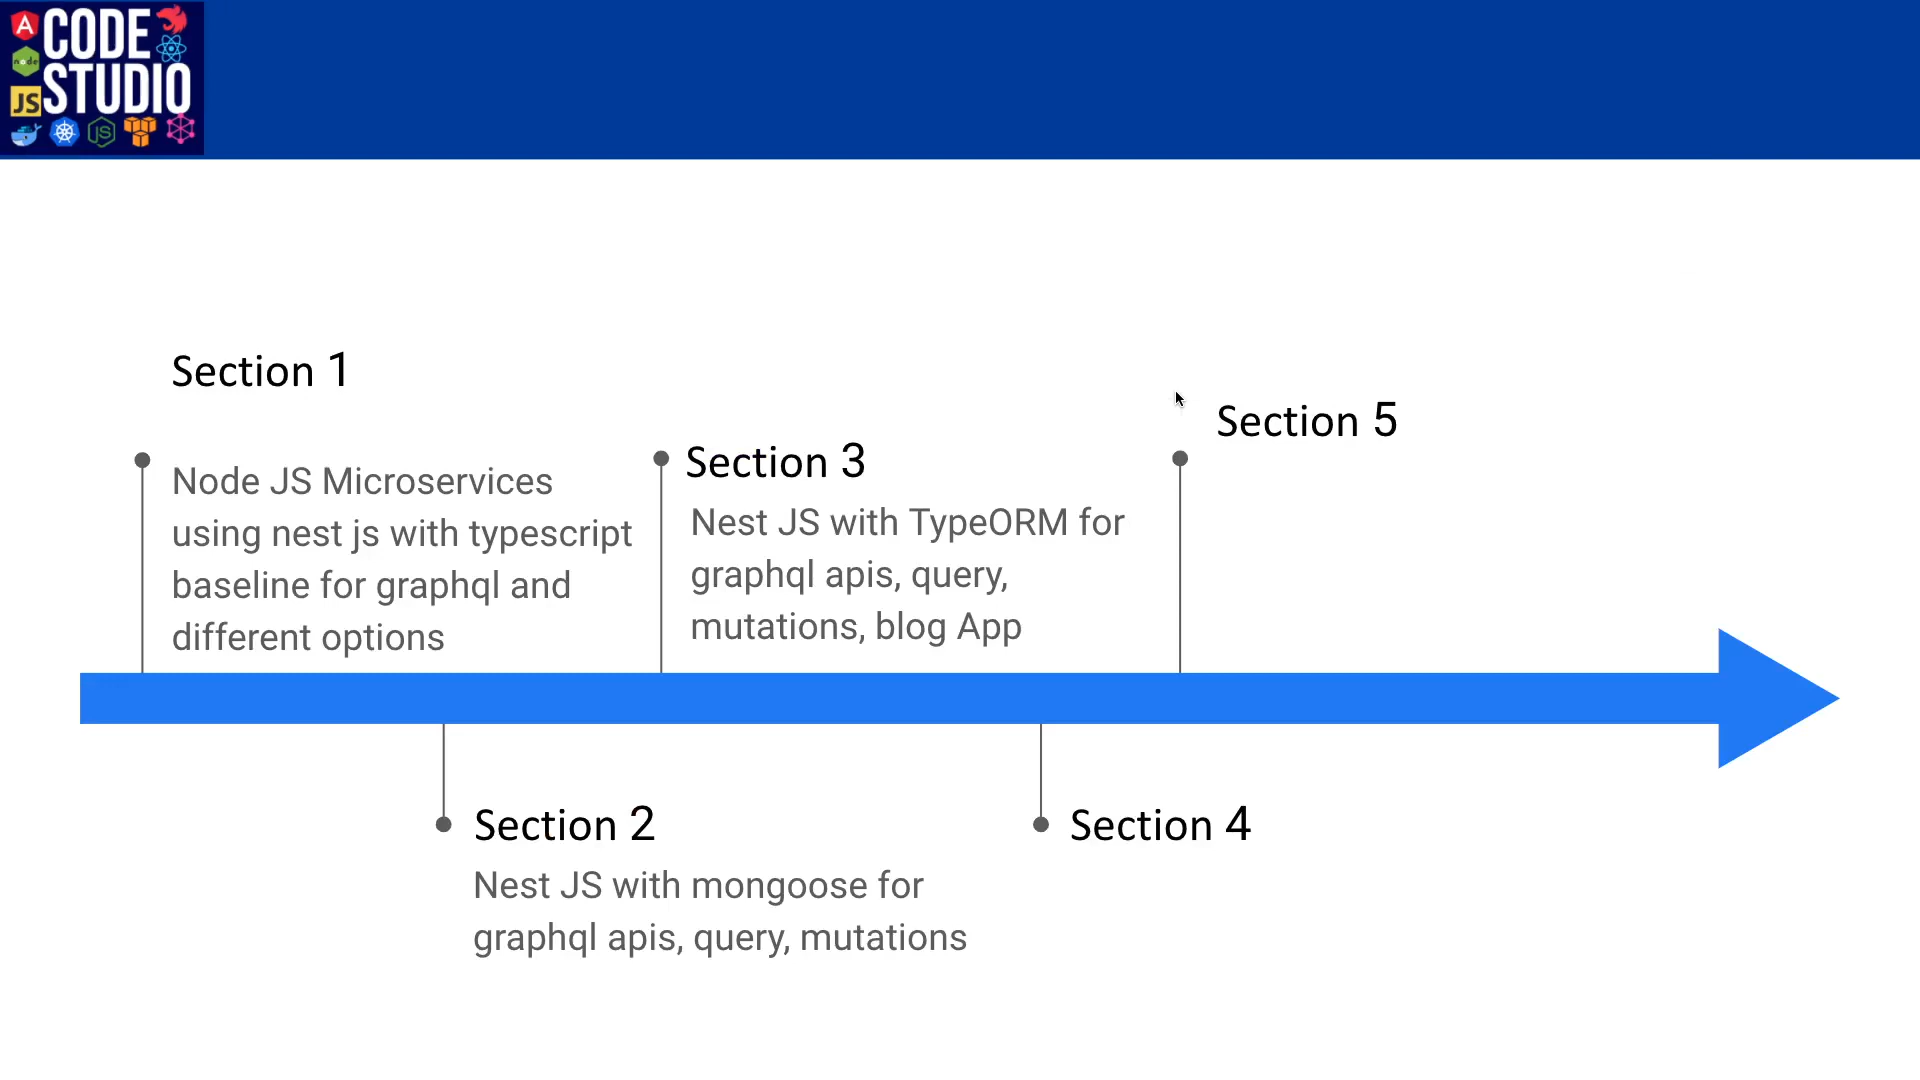 CODE
STUDIO
A
node
JS
JS
Section 1
Node JS Microservices
using nest js with typescript
baseline for graphql and
different options
Section 3
Nest JS with TypeORM for
graphql apis, query,
mutations, blog App
Section 5
Section 2
Nest JS with mongoose for
graphql apis, query, mutations
Section 4